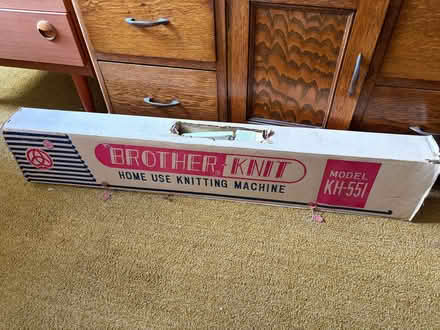 BROTHER KNIT
HOME USE KNITTING MACHINE
MODEL
KH-551